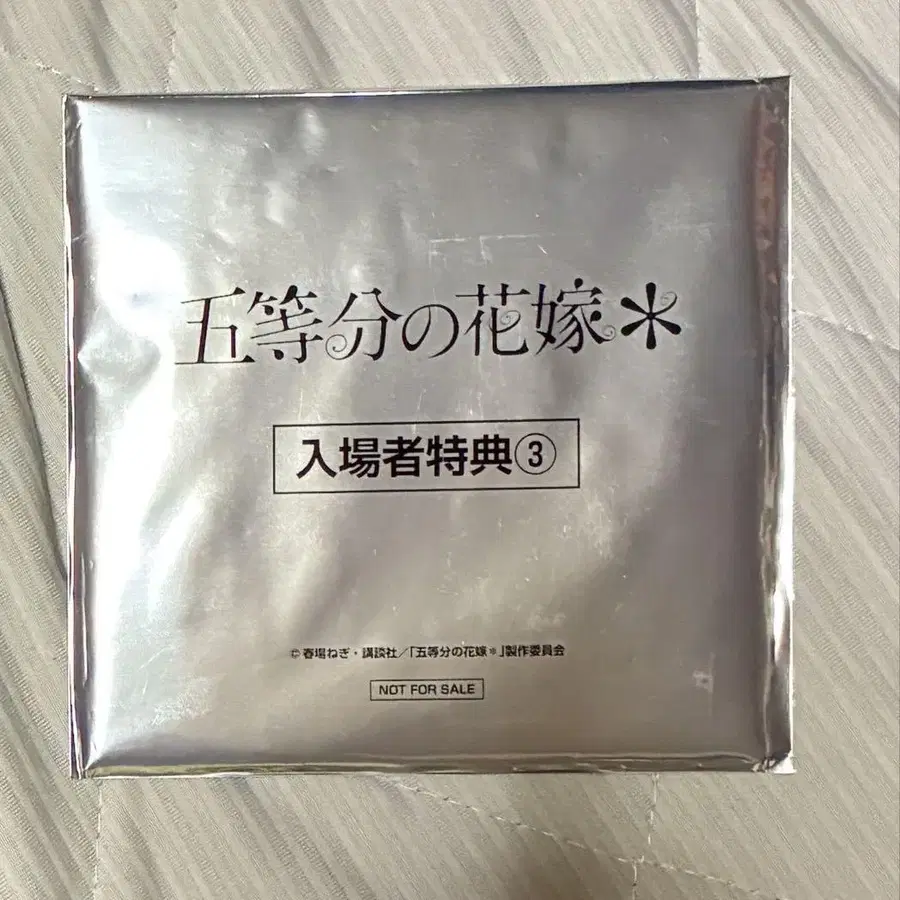 五等分の花嫁＊
入場者特典③
© 春場ねぎ・講談社／「五等分の花嫁＊」製作委員会
NOT FOR SALE